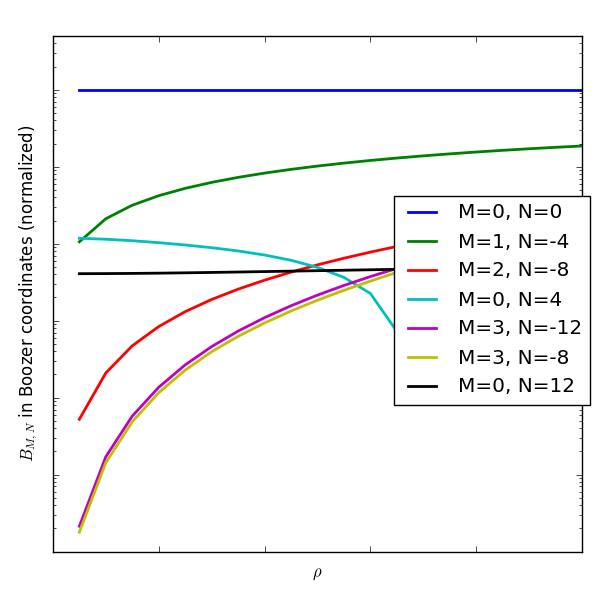 B_{M,N} in Boozer coordinates (normalized)
M=0, N=0
M=1, N=-4
M=2, N=-8
M=0, N=4
M=3, N=-12
M=3, N=-8
M=0, N=12
ρ